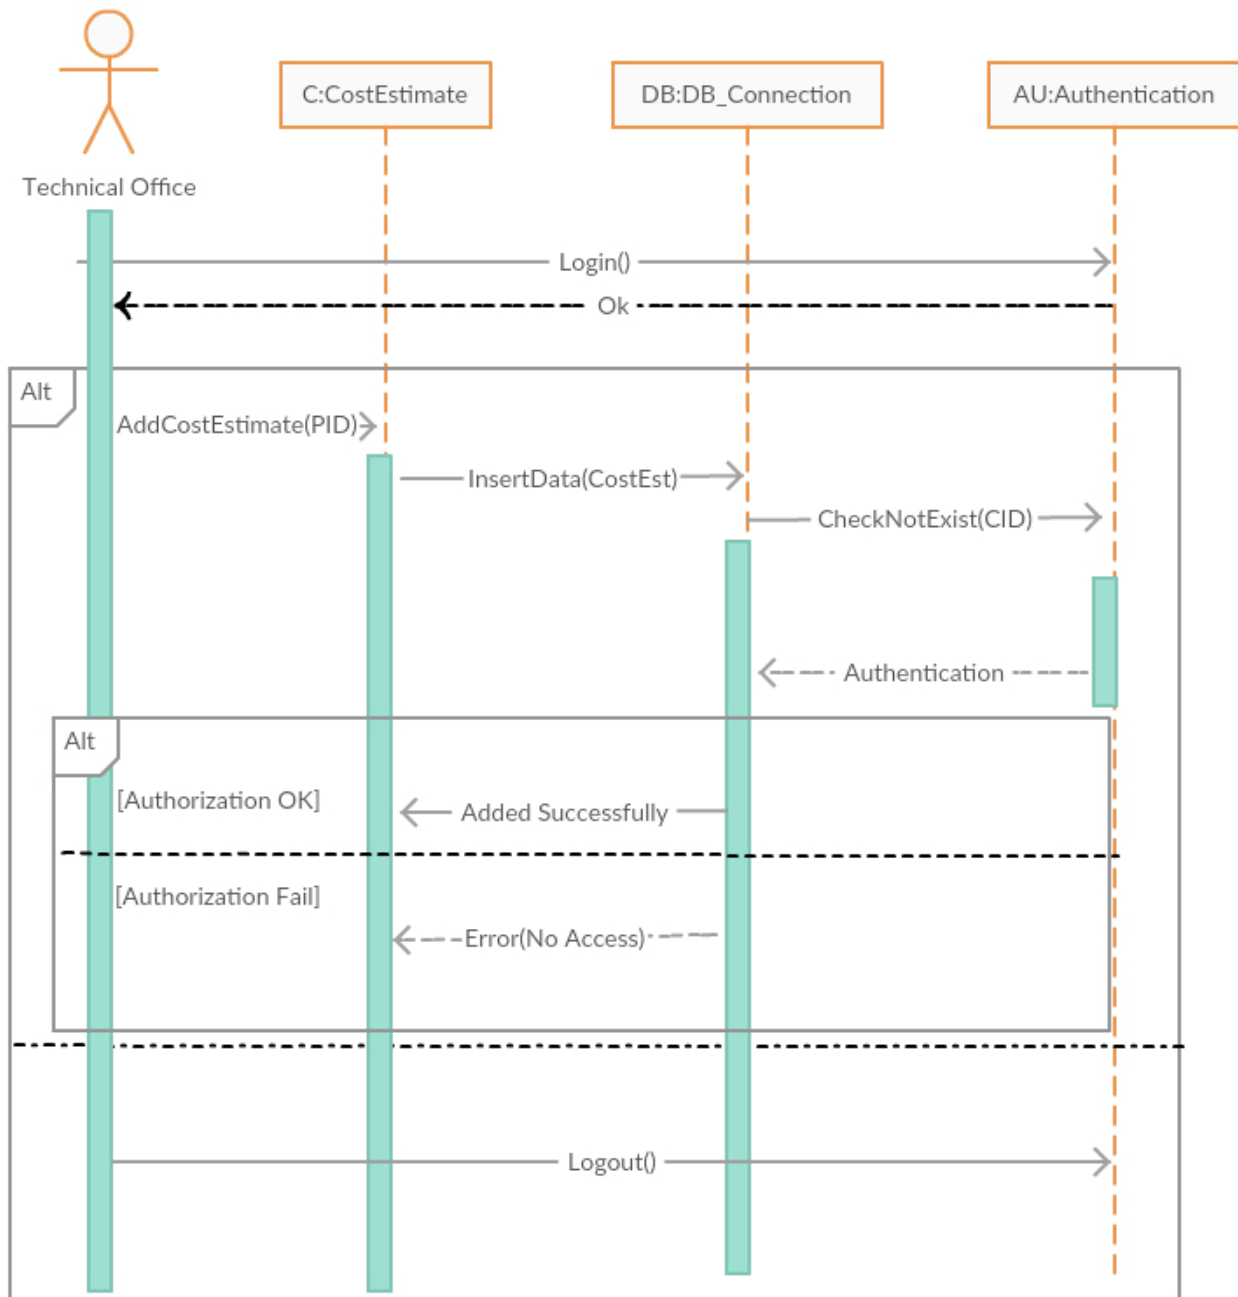 C:CostEstimate
DB:DB_Connection
AU:Authentication
Technical Office
Login()
Ok
Alt
AddCostEstimate(PID)
InsertData(CostEst)
CheckNotExist(CID)
Authentication
Alt
[Authorization OK]
Added Successfully
[Authorization Fail]
Error(No Access)
Logout()